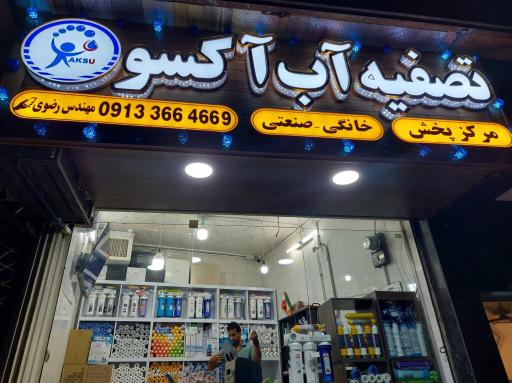 تصفیه آب آکسو
AKSU
مرکز پخش
خانگی - صنعتی
0913 366 4669 مهندس رضوی